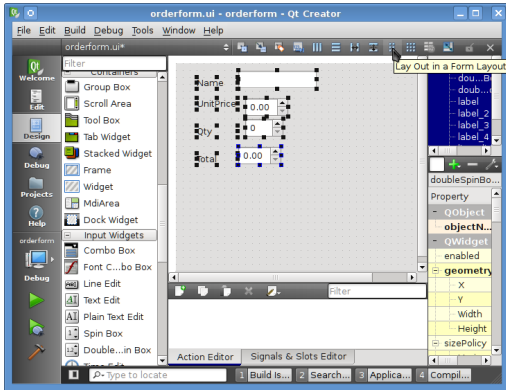 orderform.ui - orderform - Qt Creator
File Edit Build Debug Tools Window Help
orderform.ui*
Lay Out in a Form Layout
Welcome
Edit
Design
Debug
Projects
Help
orderform
Debug
Filter
Containers
Group Box
Scroll Area
Tool Box
Tab Widget
Stacked Widget
Frame
Widget
MdiArea
Dock Widget
Input Widgets
Combo Box
Font C...bo Box
Line Edit
Text Edit
Plain Text Edit
Spin Box
Double...in Box
Name
UnitPrice
0.00
Qty
0
Total
0.00
Filter
Action Editor
Signals & Slots Editor
dou...B
doub...
label
label_2
label_3
label_4
doubleSpinBo...
Property
QObject
objectN...
QWidget
enabled
geometry
X
Y
Width
Height
sizePolicy
Type to locate
1 Build Is...
2 Search...
3 Applica...
4 Compil...